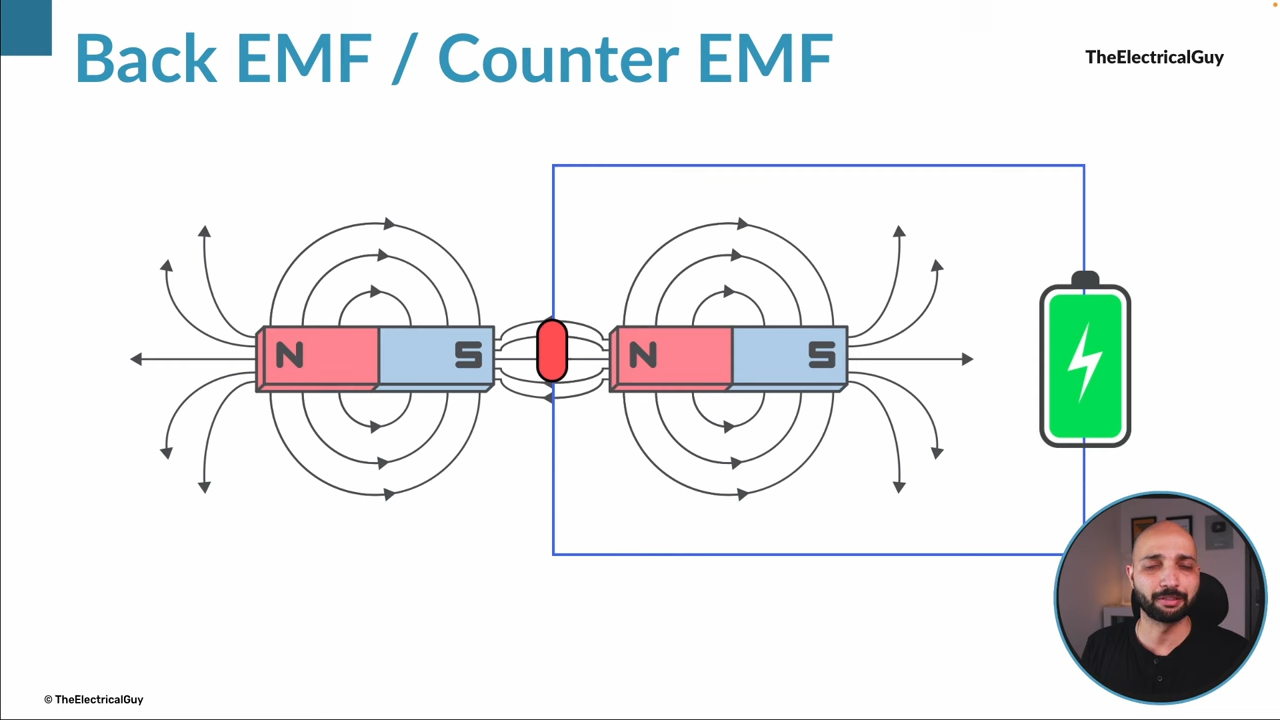 Back EMF / Counter EMF
TheElectricalGuy
N
S
N
S
© TheElectricalGuy